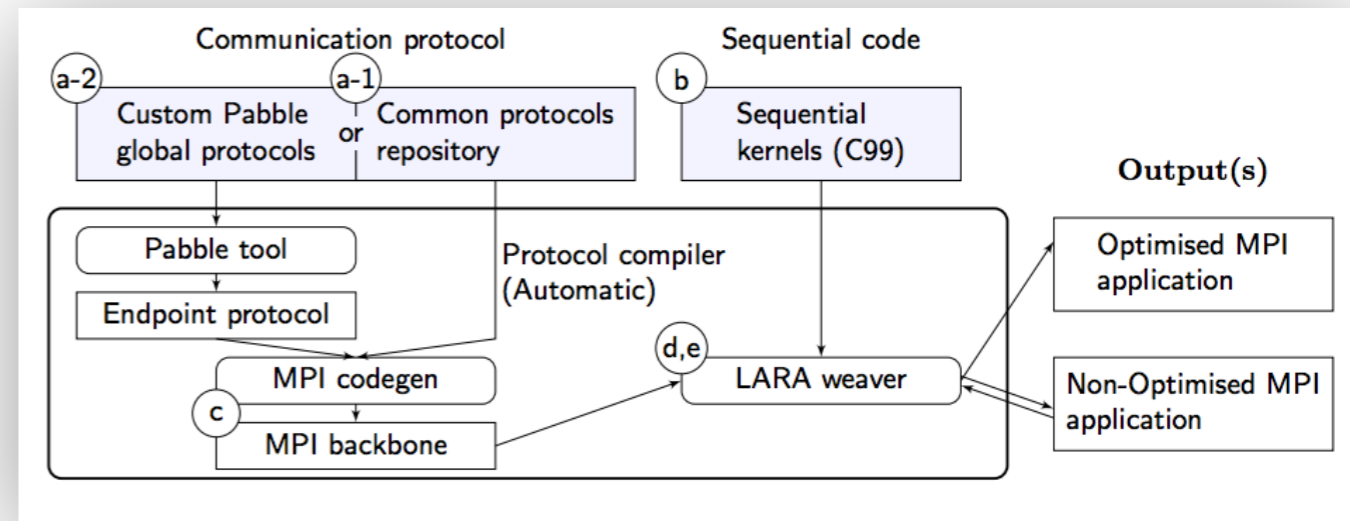 Communication protocol
Sequential code
a-2
a-1
b
Custom Pabble
global protocols
or
Common protocols
repository
Sequential
kernels (C99)
Output(s)
Pabble tool
Protocol compiler
(Automatic)
Optimised MPI
application
Endpoint protocol
d,e
MPI codegen
LARA weaver
Non-Optimised MPI
application
c
MPI backbone